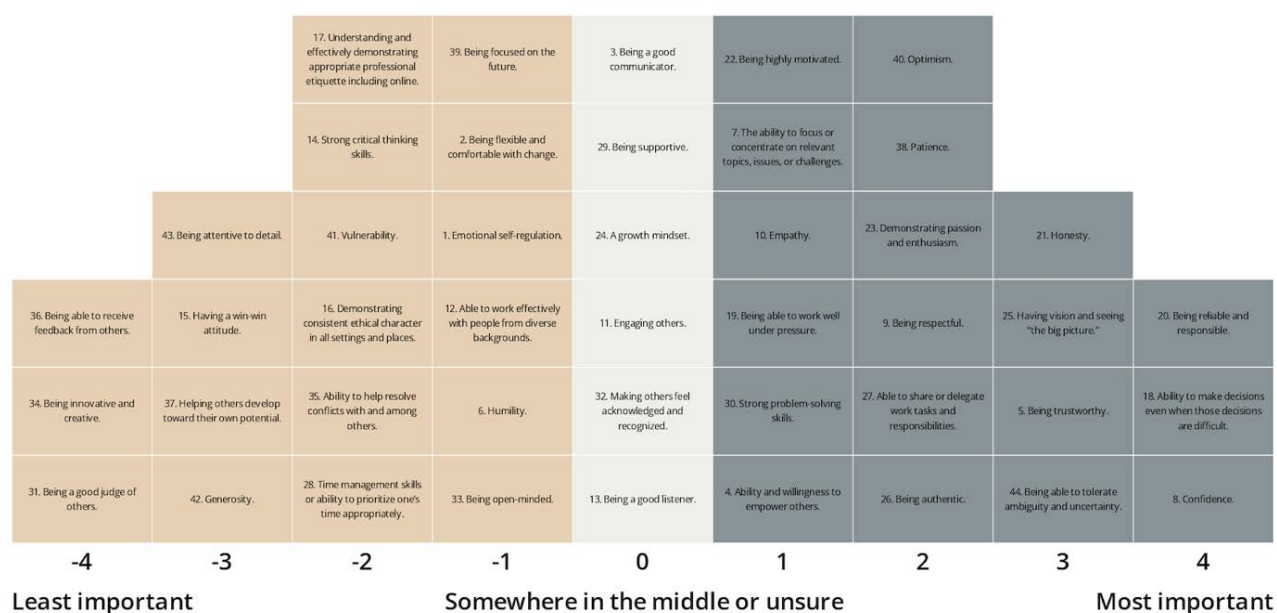 17. Understanding and
effectively demonstrating
appropriate professional
etiquette including online.
39. Being focused on the
future.
3. Being a good
communicator.
22. Being highly motivated.
40. Optimism.
14. Strong critical thinking
skills.
2. Being flexible and
comfortable with change.
29. Being supportive.
7. The ability to focus or
concentrate on relevant
topics, issues, or challenges.
38. Patience.
43. Being attentive to detail.
41. Vulnerability.
1. Emotional self-regulation.
24. A growth mindset.
10. Empathy.
23. Demonstrating passion
and enthusiasm.
21. Honesty.
36. Being able to receive
feedback from others.
15. Having a win-win
attitude.
16. Demonstrating
consistent ethical character
in all settings and places.
12. Able to work effectively
with people from diverse
backgrounds.
11. Engaging others.
19. Being able to work well
under pressure.
9. Being respectful.
25. Having vision and seeing
“the big picture.”
20. Being reliable and
responsible.
34. Being innovative and
creative.
37. Helping others develop
toward their own potential.
35. Ability to help resolve
conflicts with and among
others.
6. Humility.
32. Making others feel
acknowledged and
recognized.
30. Strong problem-solving
skills.
27. Able to share or delegate
work tasks and
responsibilities.
5. Being trustworthy.
18. Ability to make decisions
even when those decisions
are difficult.
31. Being a good judge of
others.
42. Generosity.
28. Time management skills
or ability to prioritize one’s
time appropriately.
33. Being open-minded.
13. Being a good listener.
4. Ability and willingness to
empower others.
26. Being authentic.
44. Being able to tolerate
ambiguity and uncertainty.
8. Confidence.
-4 -3 -2 -1 0 1 2 3 4
Least important Somewhere in the middle or unsure Most important